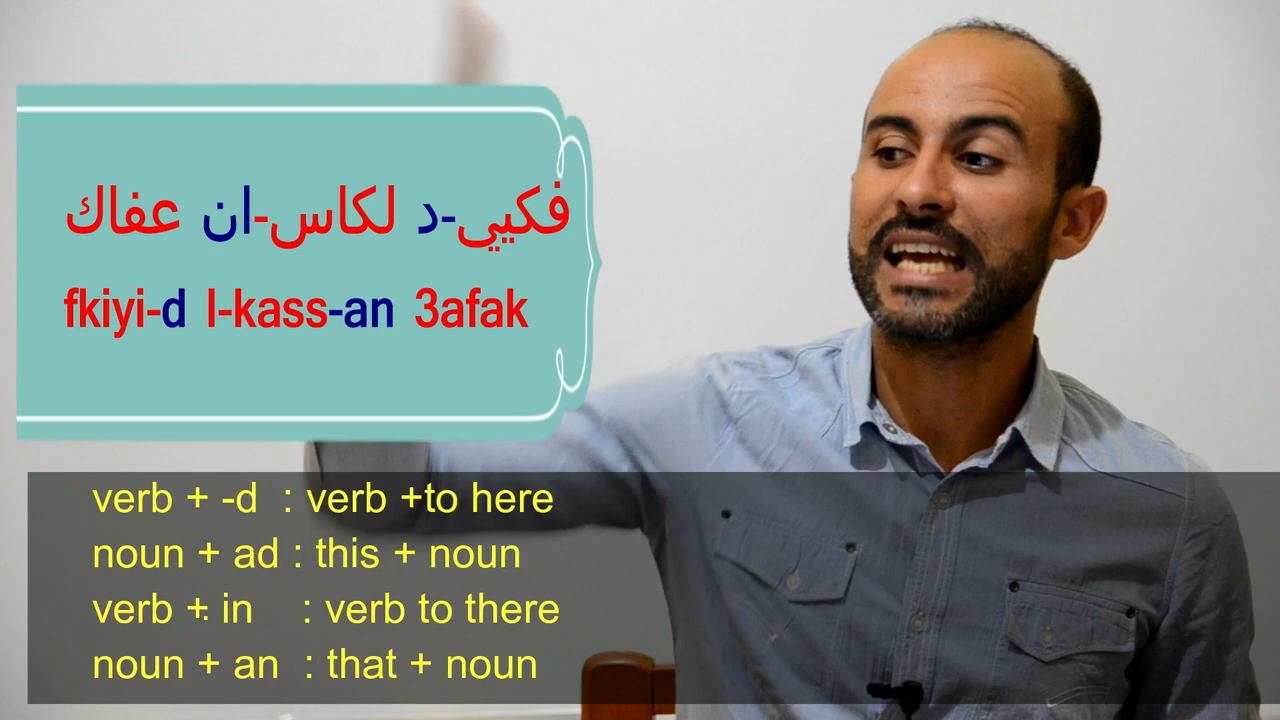 فكيي-د لكاس-ان عفاك
fkiyi-d l-kass-an 3afak
verb + -d : verb +to here
noun + ad : this + noun
verb + in : verb to there
noun + an : that + noun